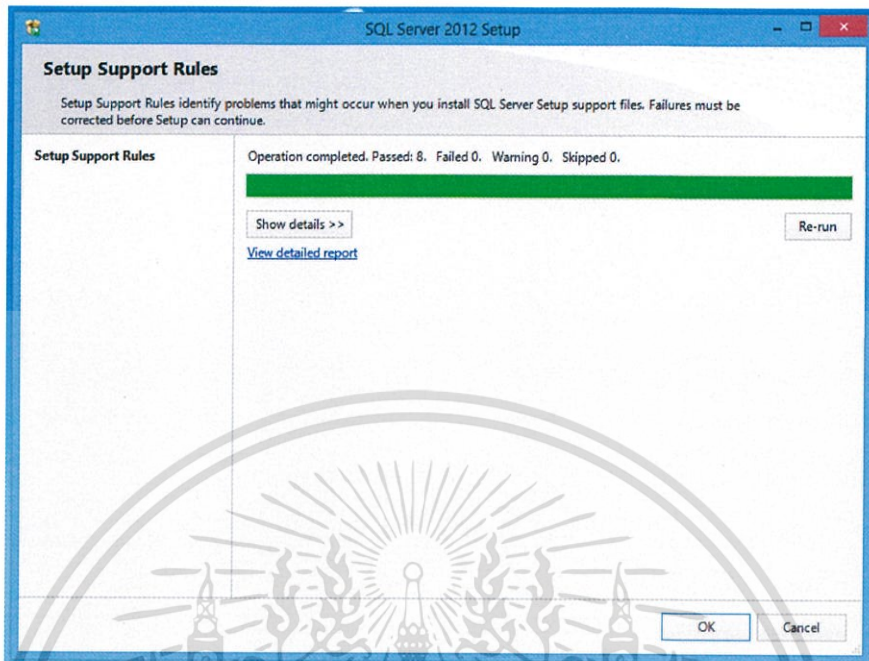 SQL Server 2012 Setup
Setup Support Rules
Setup Support Rules identify problems that might occur when you install SQL Server Setup support files. Failures must be
corrected before Setup can continue.
Setup Support Rules
Operation completed. Passed: 8. Failed 0. Warning 0. Skipped 0.
Show details >>
Re-run
View detailed report
OK
Cancel